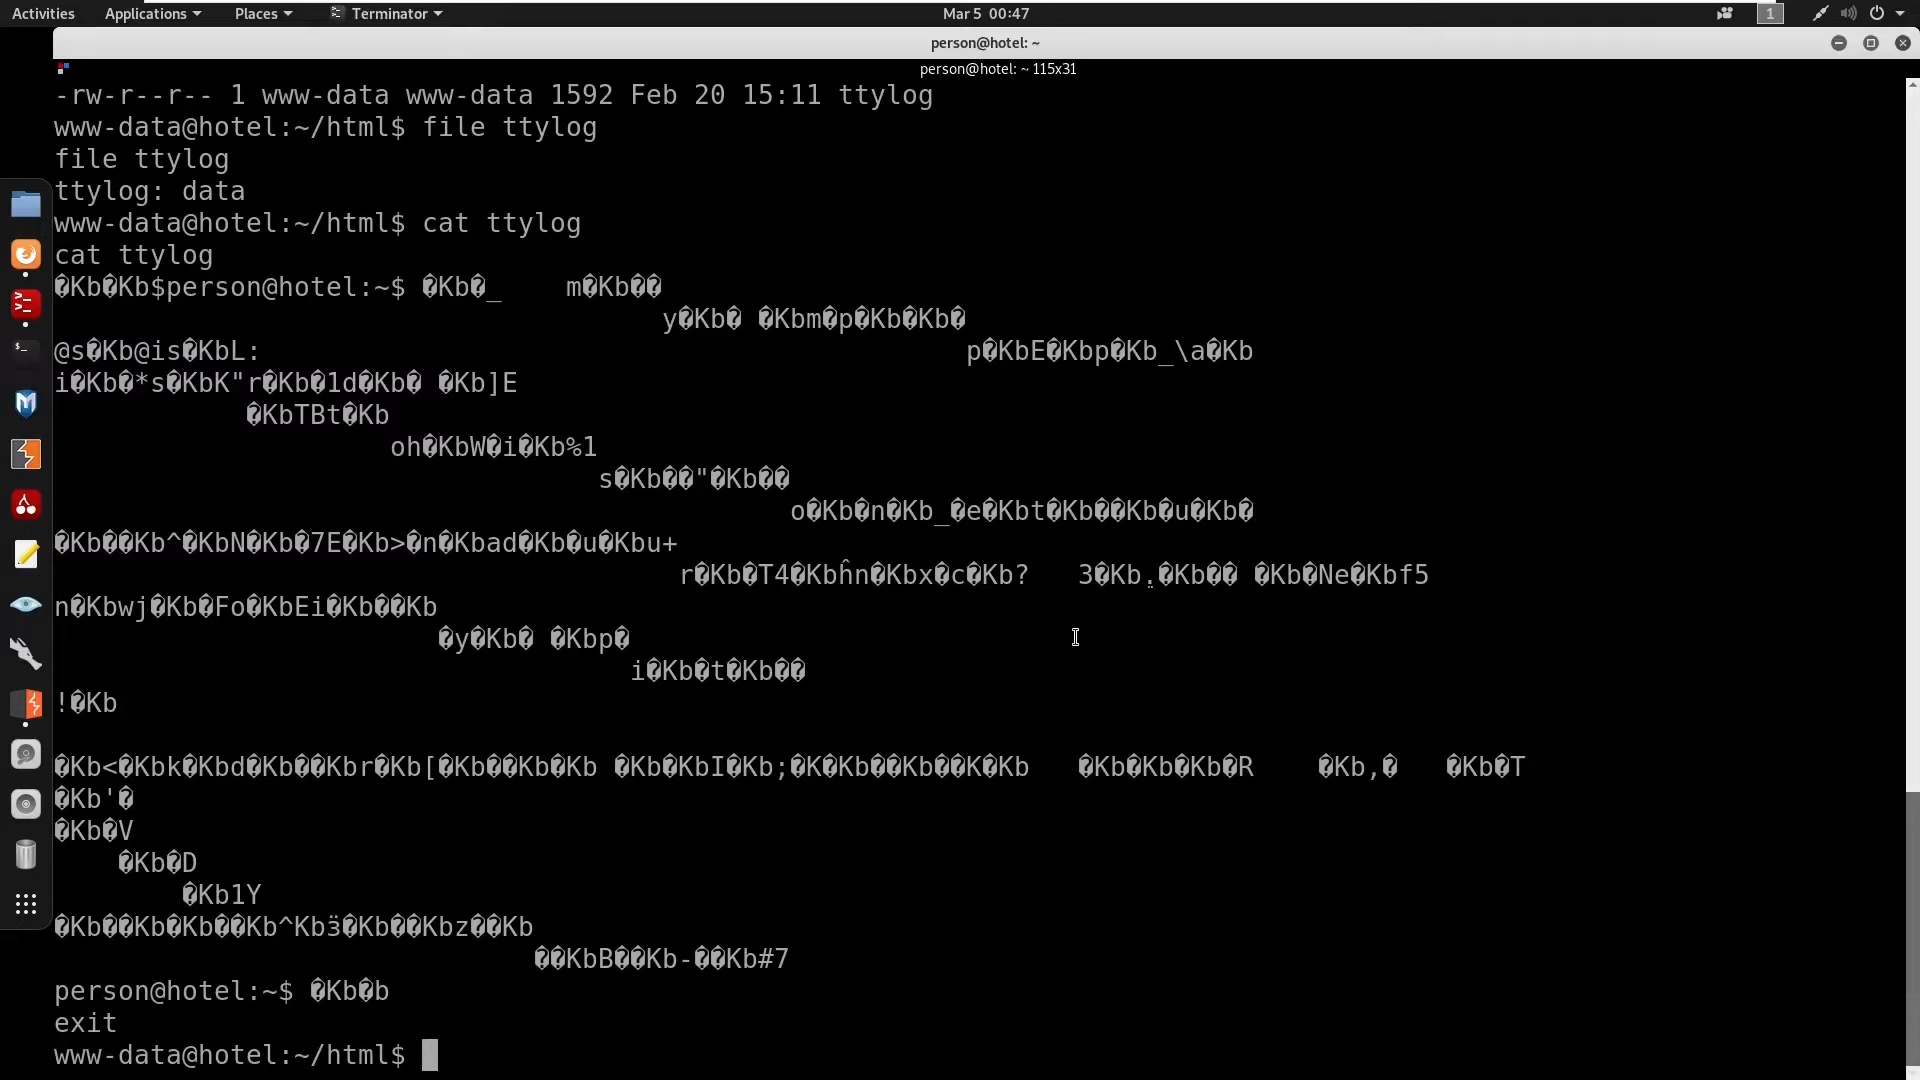 Activities Applications Places Terminator Mar 5 00:47 1
person@hotel: ~
person@hotel: ~ 115x31
-rw-r--r-- 1 www-data www-data 1592 Feb 20 15:11 ttylog
www-data@hotel:~/html$ file ttylog
file ttylog
ttylog: data
www-data@hotel:~/html$ cat ttylog
cat ttylog
�Kb�Kb$person@hotel:~$ �Kb�_ m�Kb��
y�Kb� �Kbm�p�Kb�Kb�
@s�Kb@is�KbL: p�KbE�Kbp�Kb_\a�Kb
i�Kb�*s�KbK"r�Kb�1d�Kb� �Kb]E
�KbTBt�Kb
oh�KbW�i�Kb%1
s�Kb��"�Kb��
o�Kb�n�Kb_�e�Kbt�Kb��Kb�u�Kb�
�Kb��Kb^�KbN�Kb�7E�Kb>�n�Kbad�Kb�u�Kbu+
r�Kb�T4�Kbĥn�Kbx�c�Kb? 3�Kb.�Kb�� �Kb�Ne�Kbf5
n�Kbwj�Kb�Fo�KbEi�Kb��Kb
�y�Kb� �Kbp�
i�Kb�t�Kb��
!�Kb
�Kb<�Kbk�Kbd�Kb��Kbr�Kb[�Kb��Kb�Kb �Kb�KbI�Kb;�K�Kb��Kb��K�Kb �Kb�Kb�Kb�R �Kb,� �Kb�T
�Kb'�
�Kb�V
�Kb�D
�Kb1Y
�Kb��Kb�Kb��Kb^Kbӟ�Kb��Kbz��Kb
��KbB��Kb-��Kb#7
person@hotel:~$ �Kb�b
exit
www-data@hotel:~/html$